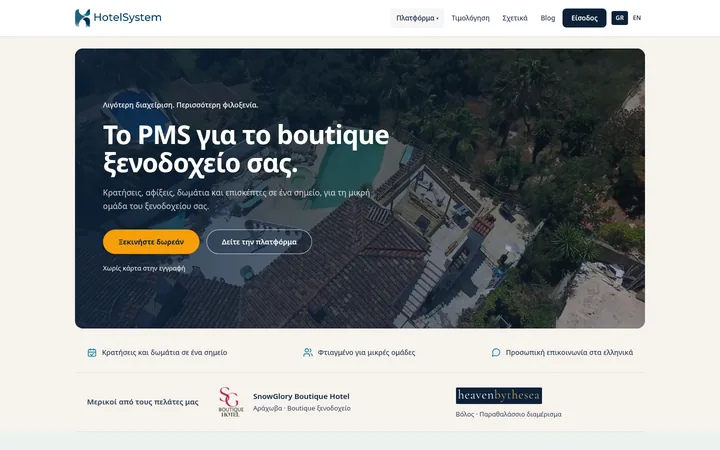 HotelSystem
Πλατφόρμα
Τιμολόγηση
Σχετικά
Blog
Είσοδος
GR
EN
Λιγότερη διαχείριση. Περισσότερη φιλοξενία.
Το PMS για το boutique
ξενοδοχείο σας.
Κρατήσεις, αφίξεις, δωμάτια και επισκέπτες σε ένα σημείο, για τη μικρή
ομάδα του ξενοδοχείου σας.
Ξεκινήστε δωρεάν
Δείτε την πλατφόρμα
Χωρίς κάρτα στην εγγραφή
Κρατήσεις και δωμάτια σε ένα σημείο
Φτιαγμένο για μικρές ομάδες
Προσωπική επικοινωνία στα ελληνικά
Μερικοί από τους πελάτες μας
SG
BOUTIQUE
HOTEL
SnowGlory Boutique Hotel
Αράχωβα · Boutique ξενοδοχείο
heavenbythesea
Βόλος · Παραθαλάσσιο διαμέρισμα